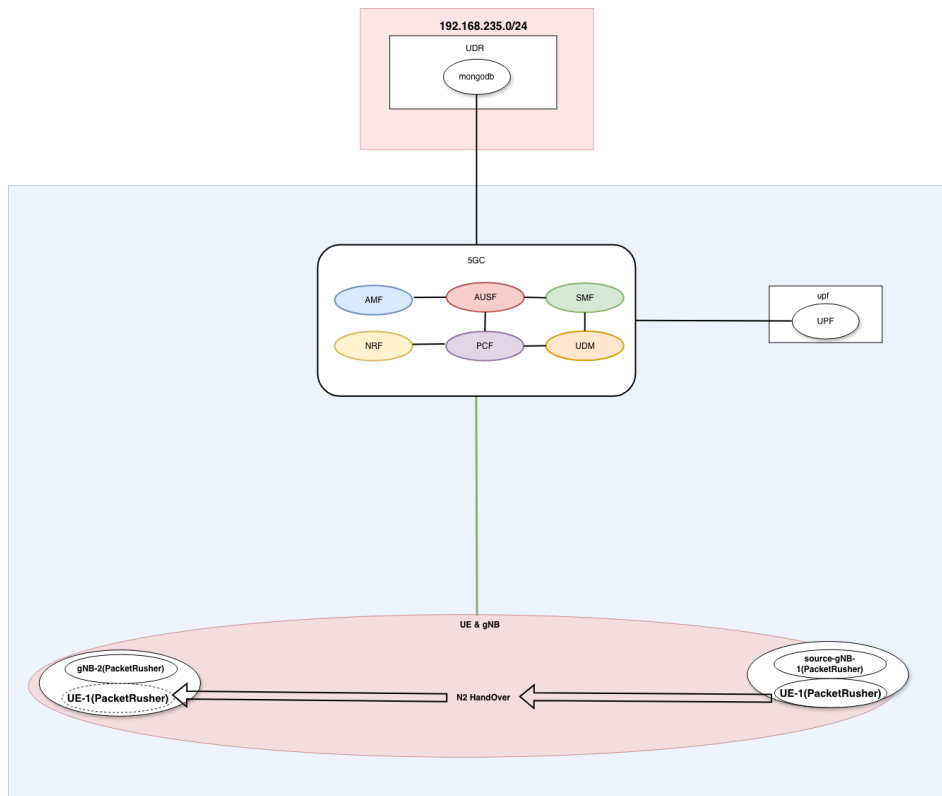 192.168.235.0/24
UDR
mongodb
5GC
AMF
AUSF
SMF
NRF
PCF
UDM
upf
UPF
UE & gNB
gNB-2(PacketRusher)
UE-1(PacketRusher)
N2 HandOver
source-gNB-
1(PacketRusher)
UE-1(PacketRusher)